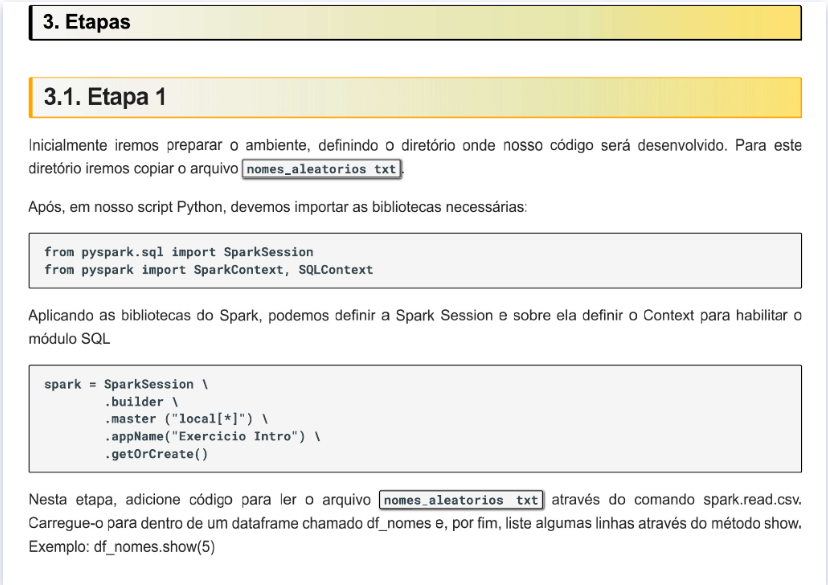 3. Etapas
3.1. Etapa 1
Inicialmente iremos preparar o ambiente, definindo o diretório onde nosso código será desenvolvido. Para este
diretório iremos copiar o arquivo nomes_aleatorios txt.
Após, em nosso script Python, devemos importar as bibliotecas necessárias:
from pyspark.sql import SparkSession
from pyspark import SparkContext, SQLContext
Aplicando as bibliotecas do Spark, podemos definir a Spark Session e sobre ela definir o Context para habilitar o
módulo SQL
spark = SparkSession \
.builder \
.master ("local[*]") \
.appName("Exercicio Intro") \
.getOrCreate()
Nesta etapa, adicione código para ler o arquivo nomes_aleatorios txt através do comando spark.read.csv.
Carregue-o para dentro de um dataframe chamado df_nomes e, por fim, liste algumas linhas através do método show.
Exemplo: df_nomes.show(5)